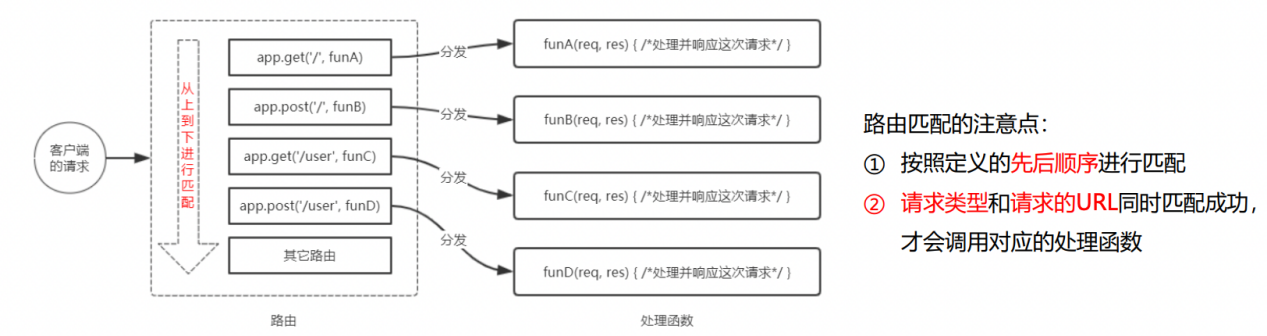 客户端
的请求
从上到下进行匹配
app.get('/', funA)
app.post('/', funB)
app.get('/user', funC)
app.post('/user', funD)
其它路由
路由
分发
分发
分发
分发
funA(req, res) { /*处理并响应这次请求*/ }
funB(req, res) { /*处理并响应这次请求*/ }
funC(req, res) { /*处理并响应这次请求*/ }
funD(req, res) { /*处理并响应这次请求*/ }
处理函数
路由匹配的注意点：
① 按照定义的先后顺序进行匹配
② 请求类型和请求的URL同时匹配成功，
才会调用对应的处理函数